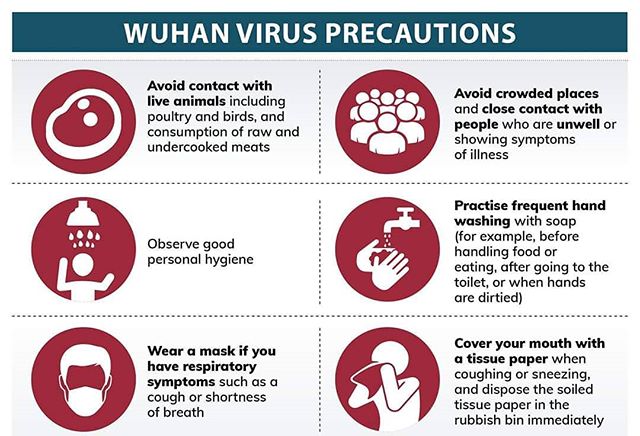 WUHAN VIRUS PRECAUTIONS
Avoid contact with
live animals including
poultry and birds, and
consumption of raw and
undercooked meats
Avoid crowded places
and close contact with
people who are unwell or
showing symptoms
of illness
Observe good
personal hygiene
Practise frequent hand
washing with soap
(for example, before
handling food or
eating, after going to the
toilet, or when hands
are dirtied)
Wear a mask if you
have respiratory
symptoms such as a
cough or shortness
of breath
Cover your mouth with
a tissue paper when
coughing or sneezing,
and dispose the soiled
tissue paper in the
rubbish bin immediately